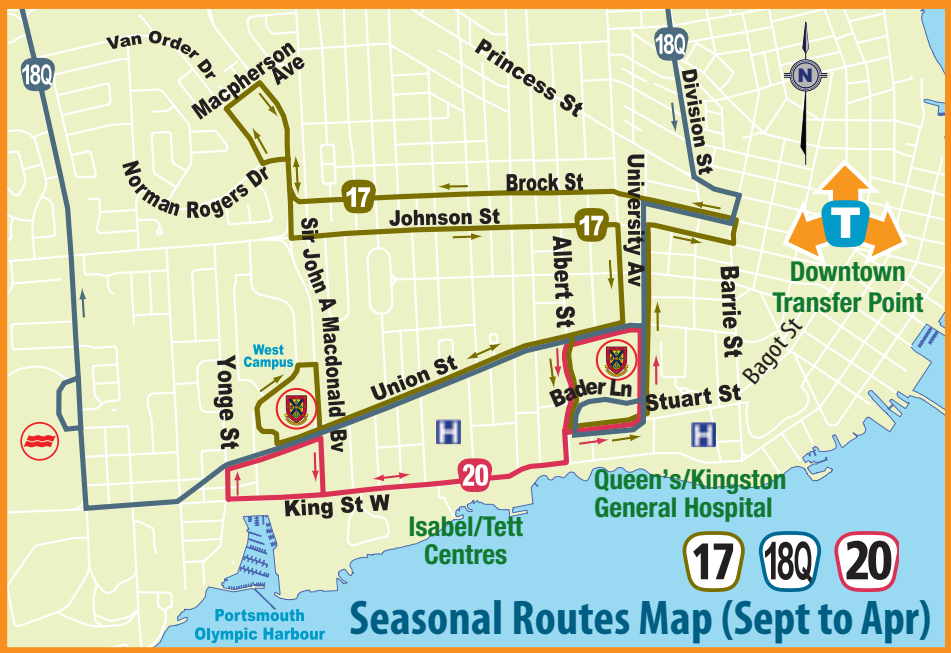 Van Order Dr
18Q
18Q
Macpherson
Ave
Princess St
N
Division St
Norman Rogers Dr
17
Brock St
University Av
Johnson St
17
T
Sir John A Macdonald Bv
Albert St
Barrie St
Downtown
Transfer Point
Bagot St
West
Campus
Yonge St
Union St
Bader Ln
Stuart St
H
H
20
King St W
Queen's/Kingston
General Hospital
Isabel/Tett
Centres
17
18Q
20
Portsmouth
Olympic Harbour
Seasonal Routes Map (Sept to Apr)